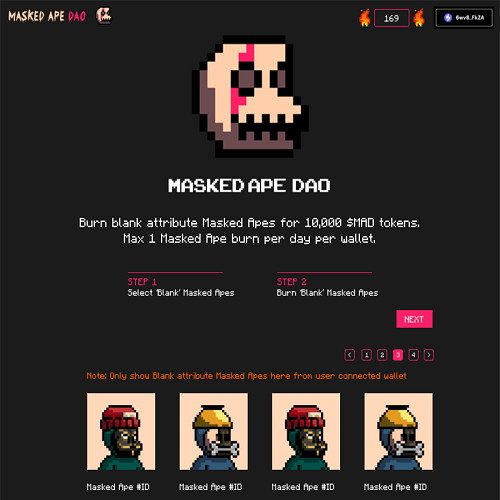 MASKED APE DAO
169
0wv8_FkZA
MASKED APE DAO
Burn blank attribute Masked Apes for 10,000 $MAD tokens.
Max 1 Masked Ape burn per day per wallet.
STEP 1
Select 'Blank' Masked Apes
STEP 2
Burn 'Blank' Masked Apes
NEXT
< 1 2 3 4 >
Note: Only show Blank attribute Masked Apes here from user connected wallet
Masked Ape #ID Masked Ape #ID Masked Ape #ID Masked Ape #ID